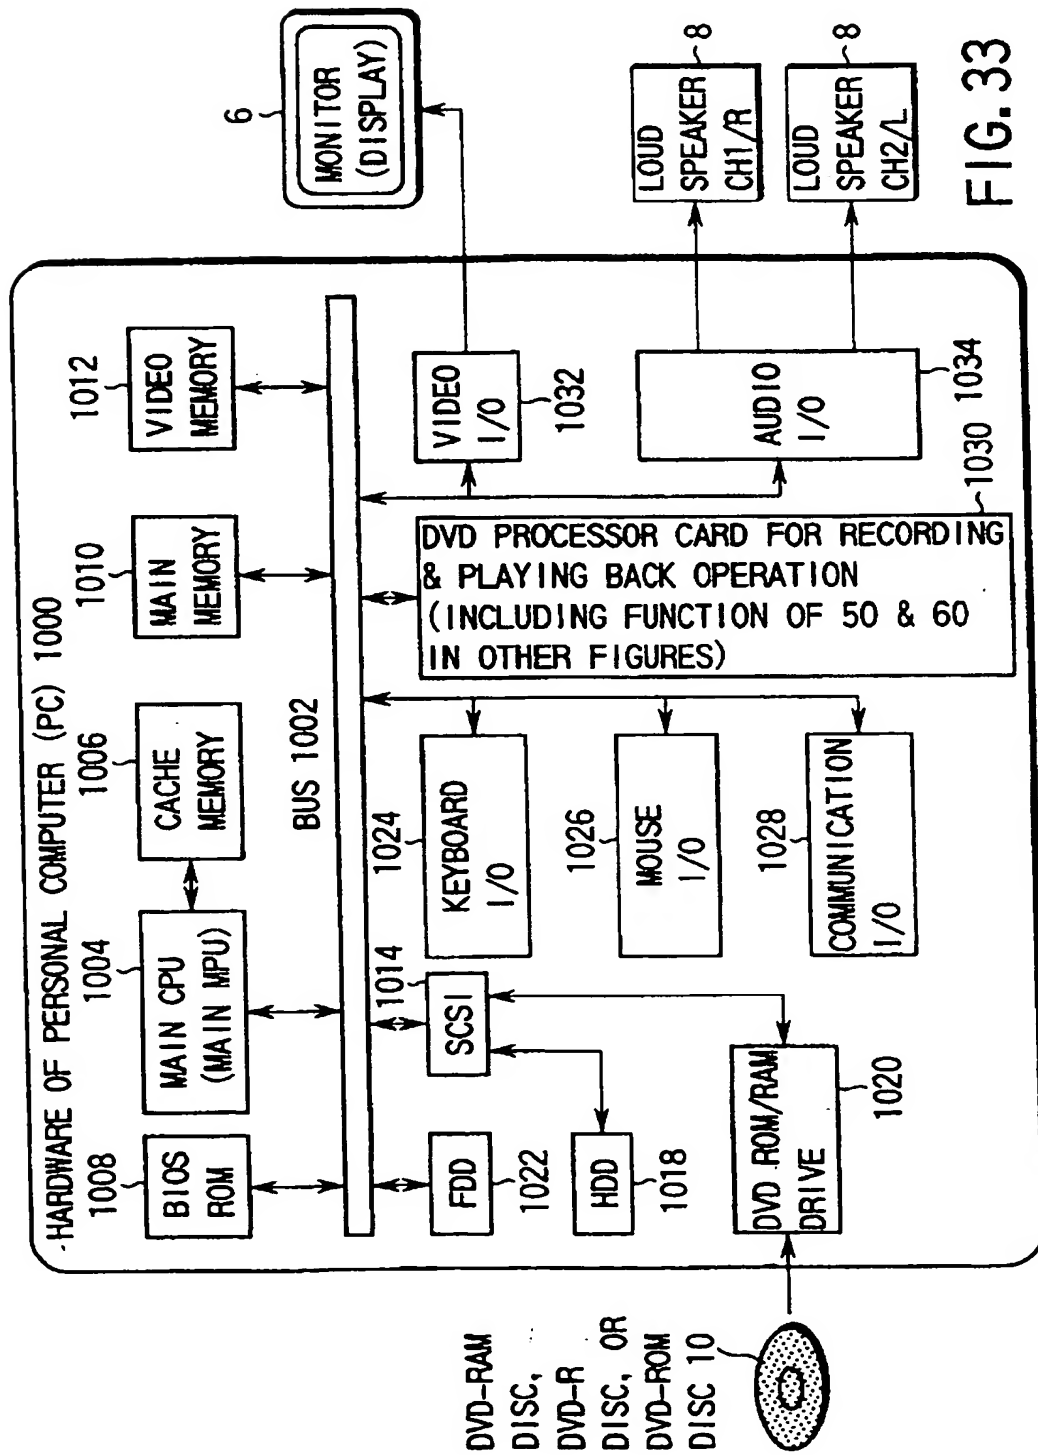 HARDWARE OF PERSONAL COMPUTER (PC) 1000
1008
BIOS
ROM
1004
MAIN CPU
(MAIN MPU)
1006
CACHE
MEMORY
1010
MAIN
MEMORY
1012
VIDEO
MEMORY
BUS 1002
FDD
1022
SCSI
1014
HDD
1018
DVD ROM/RAM
DRIVE
1020
1024
KEYBOARD
I/O
1026
MOUSE
I/O
1028
COMMUNICATION
I/O
DVD PROCESSOR CARD FOR RECORDING
& PLAYING BACK OPERATION
(INCLUDING FUNCTION OF 50 & 60
IN OTHER FIGURES)
1030
VIDEO
I/O
1032
AUDIO
I/O
1034
6
MONITOR
(DISPLAY)
LOUD
SPEAKER
CH1/R
8
LOUD
SPEAKER
CH2/L
8
DVD-RAM
DISC,
DVD-R
DISC, OR
DVD-ROM
DISC 10
FIG. 33